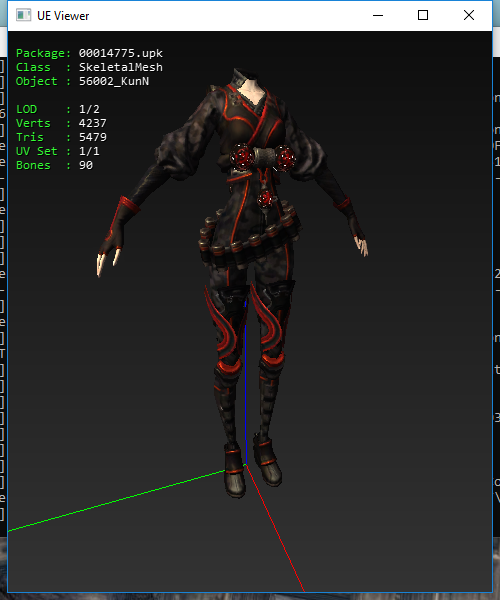 UE Viewer
Package: 00014775.upk
Class : SkeletalMesh
Object : 56002_KunN
LOD : 1/2
Verts : 4237
Tris : 5479
UV Set : 1/1
Bones : 90